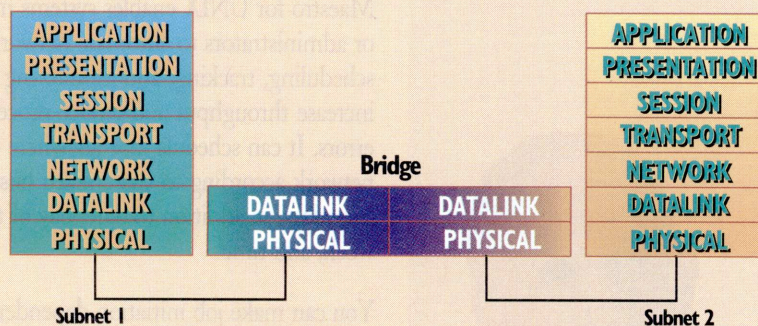 APPLICATION
PRESENTATION
SESSION
TRANSPORT
NETWORK
DATALINK
PHYSICAL
Subnet 1
Bridge
DATALINK DATALINK
PHYSICAL PHYSICAL
APPLICATION
PRESENTATION
SESSION
TRANSPORT
NETWORK
DATALINK
PHYSICAL
Subnet 2